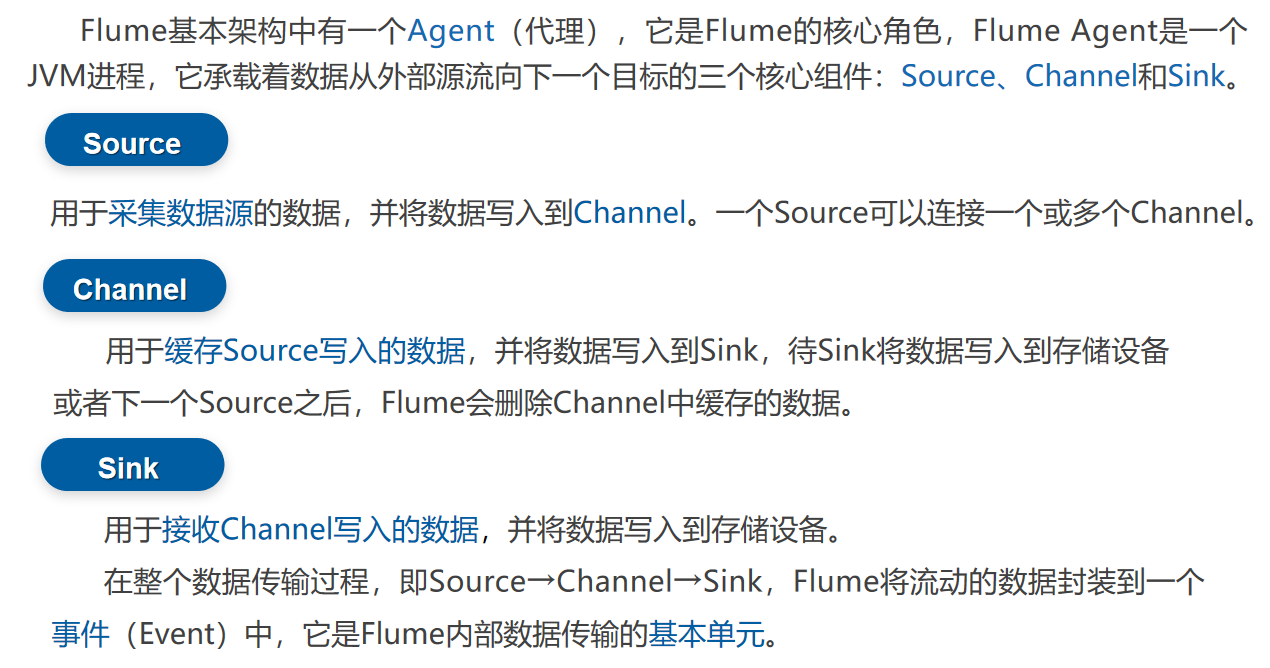 Flume基本架构中有一个Agent（代理），它是Flume的核心角色，Flume Agent是一个
JVM进程，它承载着数据从外部源流向下一个目标的三个核心组件：Source、Channel和Sink。
Source
用于采集数据源的数据，并将数据写入到Channel。一个Source可以连接一个或多个Channel。
Channel
用于缓存Source写入的数据，并将数据写入到Sink，待Sink将数据写入到存储设备
或者下一个Source之后，Flume会删除Channel中缓存的数据。
Sink
用于接收Channel写入的数据，并将数据写入到存储设备。
在整个数据传输过程，即Source→Channel→Sink，Flume将流动的数据封装到一个
事件（Event）中，它是Flume内部数据传输的基本单元。